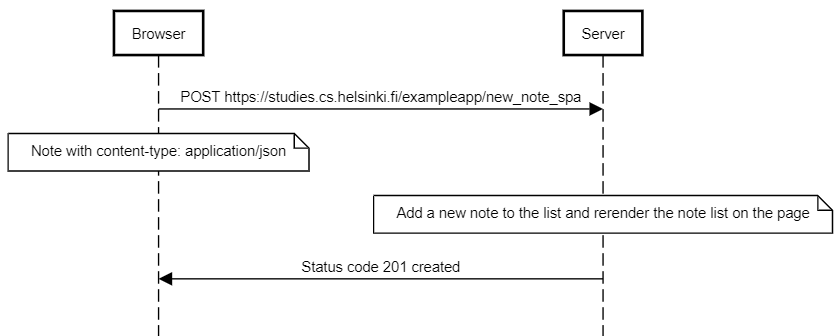 Browser
Server
POST https://studies.cs.helsinki.fi/exampleapp/new_note_spa
Note with content-type: application/json
Add a new note to the list and rerender the note list on the page
Status code 201 created